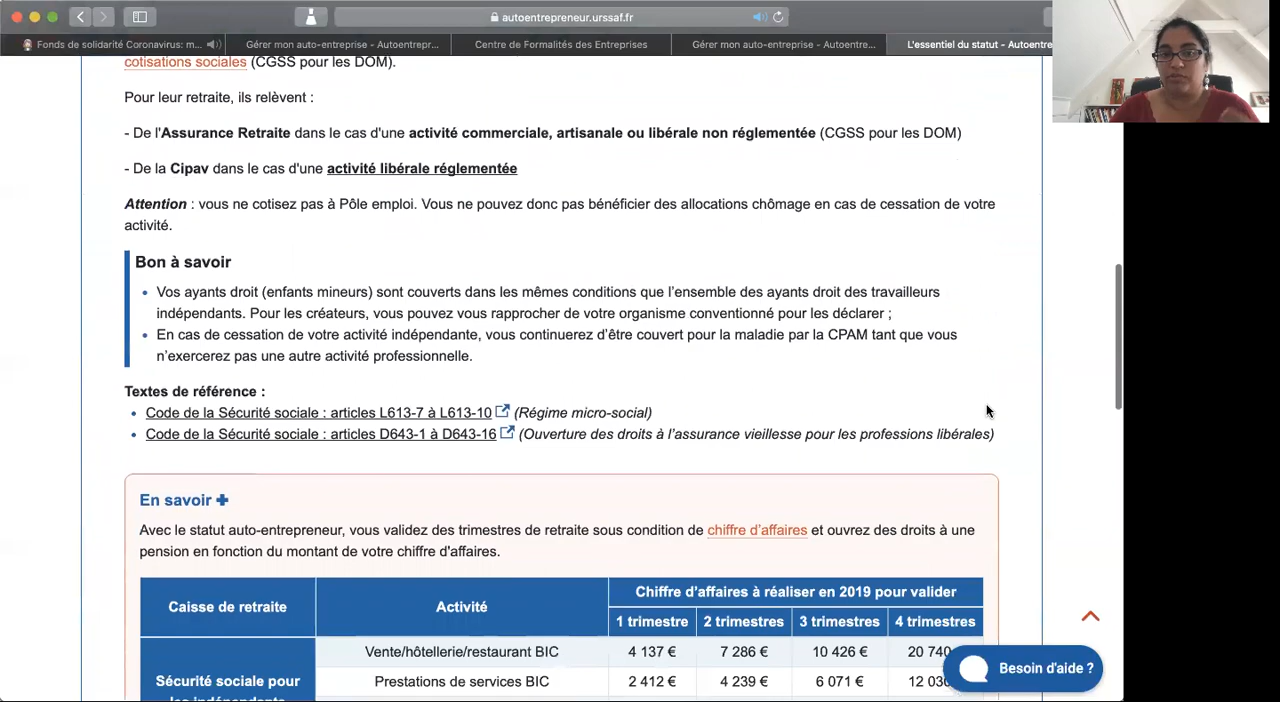 autoentrepreneur.urssaf.fr
Fonds de solidarité Coronavirus: m...
Gérer mon auto-entreprise - Autoentrepr...
Centre de Formalités des Entreprises
Gérer mon auto-entreprise - Autoentre...
L'essentiel du statut - Autoentre
cotisations sociales (CGSS pour les DOM).
Pour leur retraite, ils relèvent :
- De l'Assurance Retraite dans le cas d'une activité commerciale, artisanale ou libérale non réglementée (CGSS pour les DOM)
- De la Cipav dans le cas d'une activité libérale réglementée
Attention : vous ne cotisez pas à Pôle emploi. Vous ne pouvez donc pas bénéficier des allocations chômage en cas de cessation de votre
activité.
Bon à savoir
• Vos ayants droit (enfants mineurs) sont couverts dans les mêmes conditions que l'ensemble des ayants droit des travailleurs
indépendants. Pour les créateurs, vous pouvez vous rapprocher de votre organisme conventionné pour les déclarer ;
• En cas de cessation de votre activité indépendante, vous continuerez d'être couvert pour la maladie par la CPAM tant que vous
n'exercerez pas une autre activité professionnelle.
Textes de référence :
• Code de la Sécurité sociale : articles L613-7 à L613-10 (Régime micro-social)
• Code de la Sécurité sociale : articles D643-1 à D643-16 (Ouverture des droits à l'assurance vieillesse pour les professions libérales)
En savoir +
Avec le statut auto-entrepreneur, vous validez des trimestres de retraite sous condition de chiffre d'affaires et ouvrez des droits à une
pension en fonction du montant de votre chiffre d'affaires.
Caisse de retraite
Activité
Chiffre d'affaires à réaliser en 2019 pour valider
1 trimestre 2 trimestres 3 trimestres 4 trimestres
Vente/hôtellerie/restaurant BIC 4 137 € 7 286 € 10 426 € 20 740
Sécurité sociale pour
Prestations de services BIC 2 412 € 4 239 € 6 071 € 12 030
les indépendants
Besoin d'aide ?